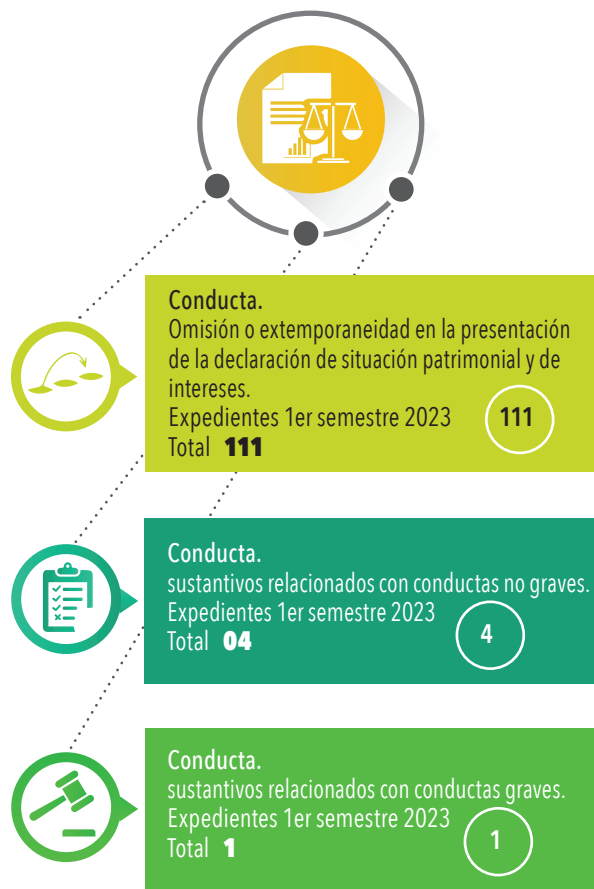 Conducta.
Omisión o extemporaneidad en la presentación
de la declaración de situación patrimonial y de
intereses.
Expedientes 1er semestre 2023
111
Total 111
Conducta.
sustantivos relacionados con conductas no graves.
Expedientes 1er semestre 2023
Total 04
4
Conducta.
sustantivos relacionados con conductas graves.
Expedientes 1er semestre 2023
Total 1
1